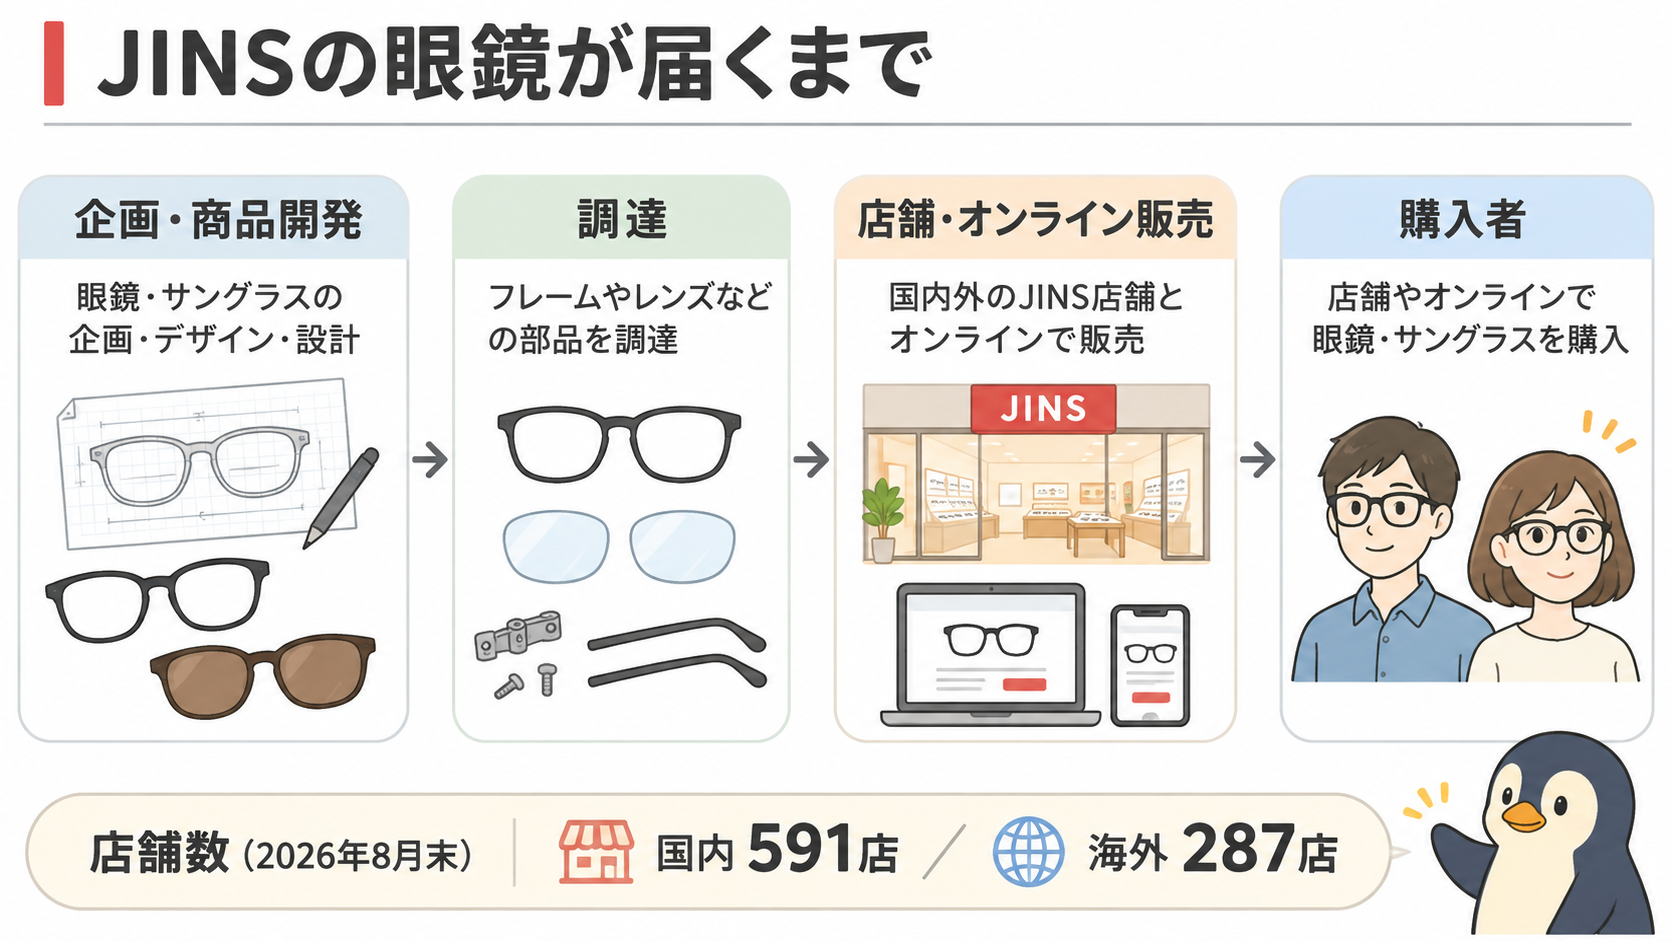 JINSの眼鏡が届くまで
企画・商品開発
眼鏡・サングラスの
企画・デザイン・設計
調達
フレームやレンズなど
の部品を調達
店舗・オンライン販売
国内外のJINS店舗と
オンラインで販売
JINS
購入者
店舗やオンラインで
眼鏡・サングラスを購入
店舗数（2026年8月末）
国内 591店 ／ 海外 287店